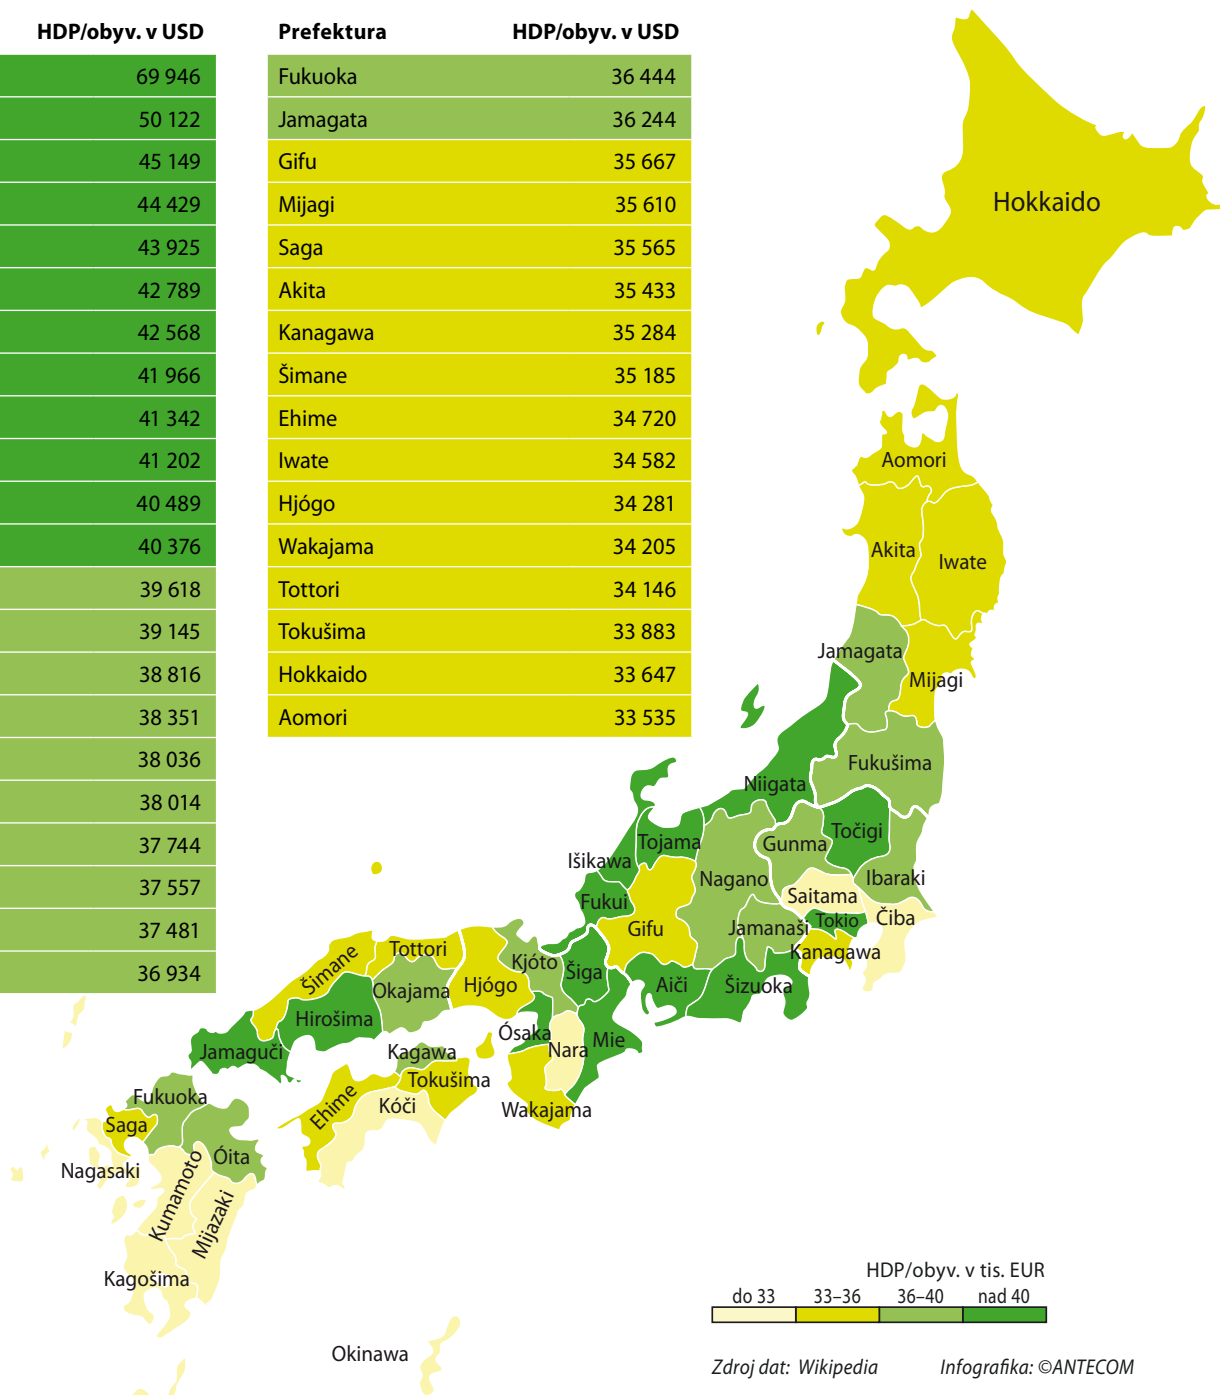 HDP/obyv. v USD
69 946
50 122
45 149
44 429
43 925
42 789
42 568
41 966
41 342
41 202
40 489
40 376
39 618
39 145
38 816
38 351
38 036
38 014
37 744
37 557
37 481
36 934
Prefektura HDP/obyv. v USD
Fukuoka 36 444
Jamagata 36 244
Gifu 35 667
Mijagi 35 610
Saga 35 565
Akita 35 433
Kanagawa 35 284
Šimane 35 185
Ehime 34 720
Iwate 34 582
Hjógo 34 281
Wakajama 34 205
Tottori 34 146
Tokušima 33 883
Hokkaido 33 647
Aomori 33 535
Hokkaido
Aomori
Akita
Iwate
Jamagata
Mijagi
Fukušima
Niigata
Točigi
Gunma
Tojama
Išikawa
Nagano
Ibaraki
Saitama
Fukui
Čiba
Tokio
Gifu
Jamanaši
Kanagawa
Tottori
Šimane
Kjóto
Šiga
Okajama
Hjógo
Aiči
Šizuoka
Hirošima
Ósaka
Mie
Nara
Jamaguči
Kagawa
Tokušima
Fukuoka
Ehime
Kóči
Wakajama
Saga
Óita
Nagasaki
Kumamoto
Mijazaki
Kagošima
Okinawa
HDP/obyv. v tis. EUR
do 33 33–36 36–40 nad 40
Zdroj dat: Wikipedia Infografika: ©ANTECOM